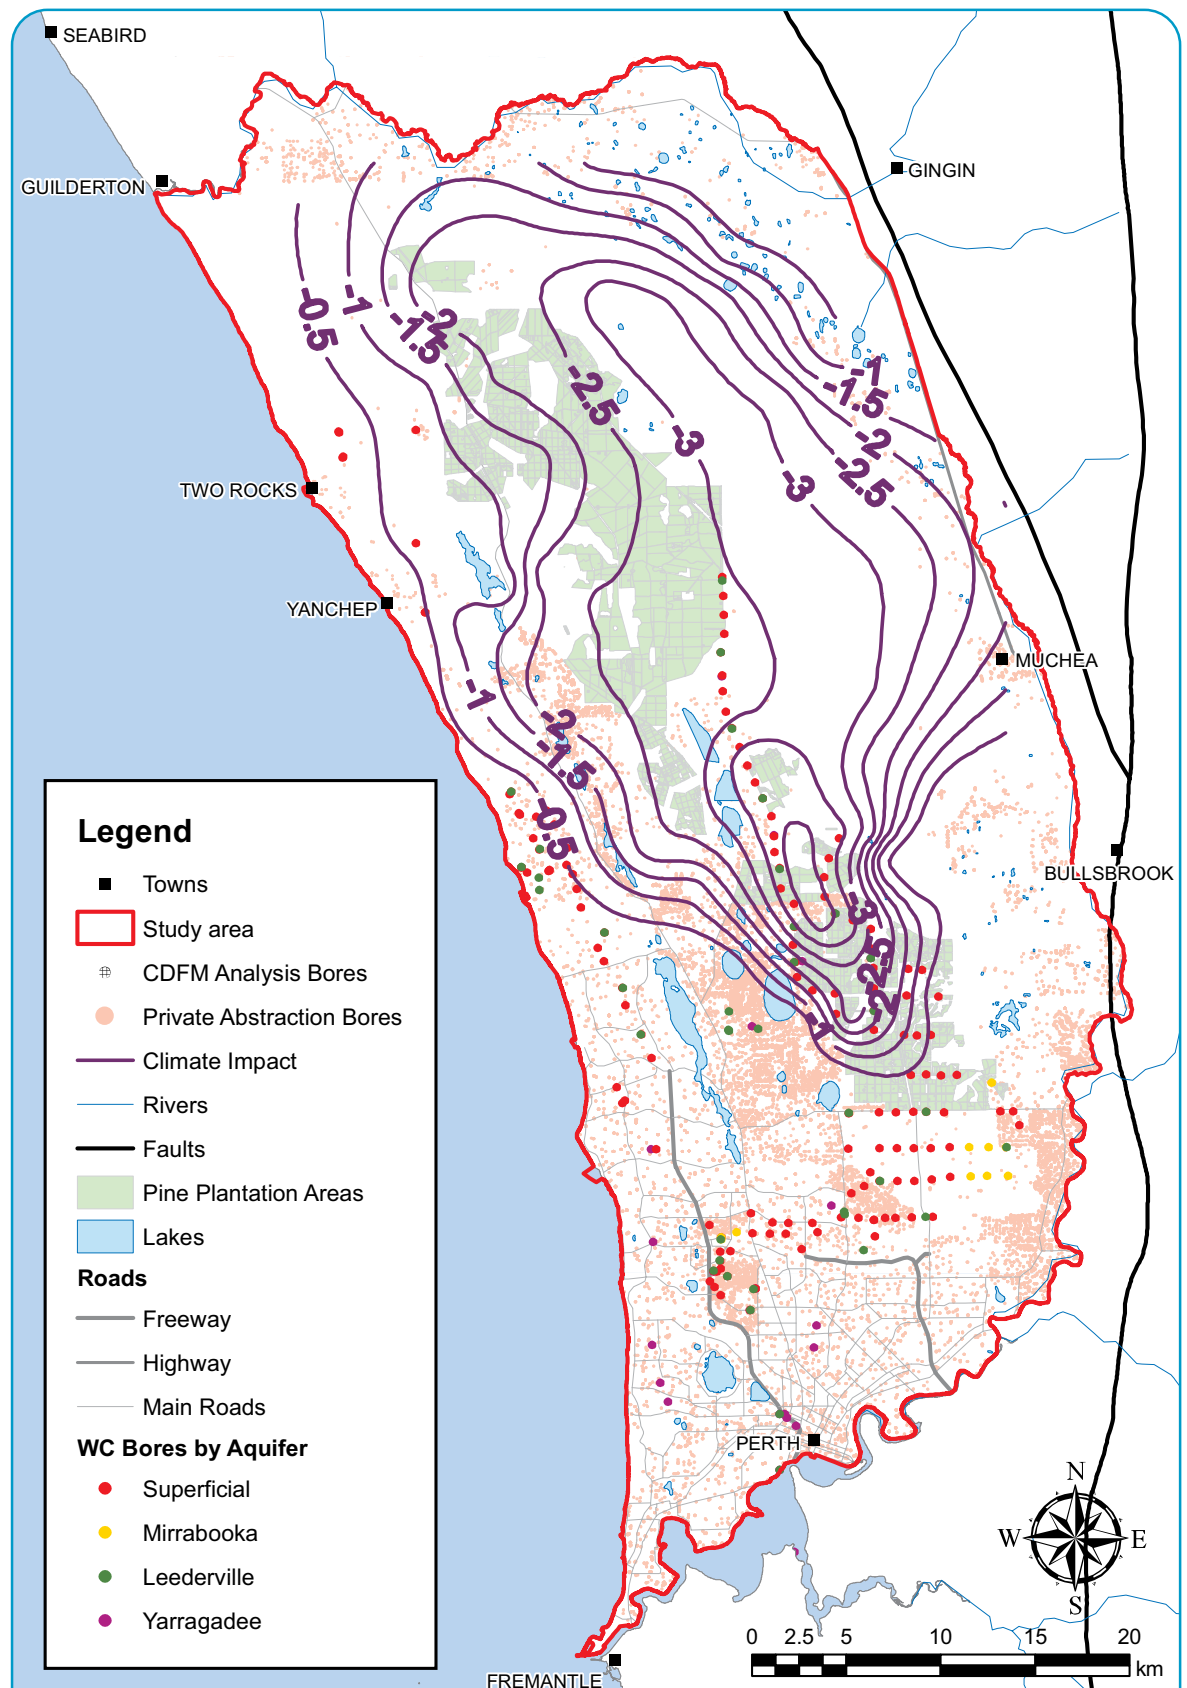 SEABIRD
GINGIN
GUILDERTON
-0.5
-1
-1.5
-2
-2.5
-3
-3
-1
-1.5
-2
-2.5
TWO ROCKS
YANCHEP
MUCHEA
-1
-2
-1.5
-0.5
BULLSBROOK
-3
-2.5
-2
-1
PERTH
FREMANTLE
Legend
Towns
Study area
CDFM Analysis Bores
Private Abstraction Bores
Climate Impact
Rivers
Faults
Pine Plantation Areas
Lakes
Roads
Freeway
Highway
Main Roads
WC Bores by Aquifer
Superficial
Mirrabooka
Leederville
Yarragadee
N
W E
S
0 2.5 5 10 15 20
km